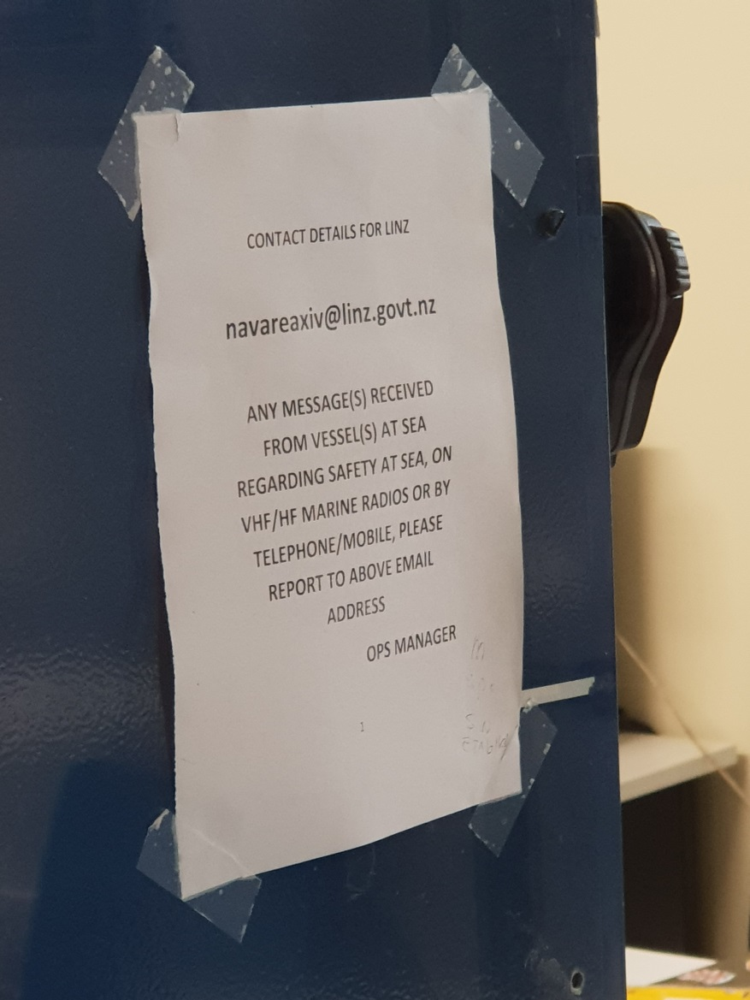 CONTACT DETAILS FOR LINZ
navareaxiv@linz.govt.nz
ANY MESSAGE(S) RECEIVED
FROM VESSEL(S) AT SEA
REGARDING SAFETY AT SEA, ON
VHF/HF MARINE RADIOS OR BY
TELEPHONE/MOBILE, PLEASE
REPORT TO ABOVE EMAIL
ADDRESS
OPS MANAGER
1